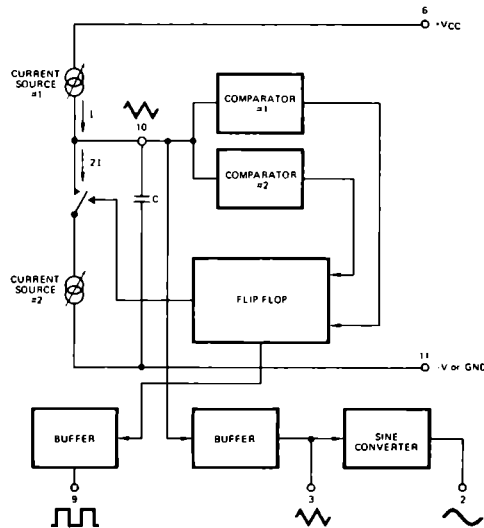 6
+VCC
CURRENT
SOURCE
#1
I
10
COMPARATOR
#1
2I
COMPARATOR
#2
C
CURRENT
SOURCE
#2
FLIP FLOP
11
-V or GND
BUFFER
BUFFER
SINE
CONVERTER
9
3
2